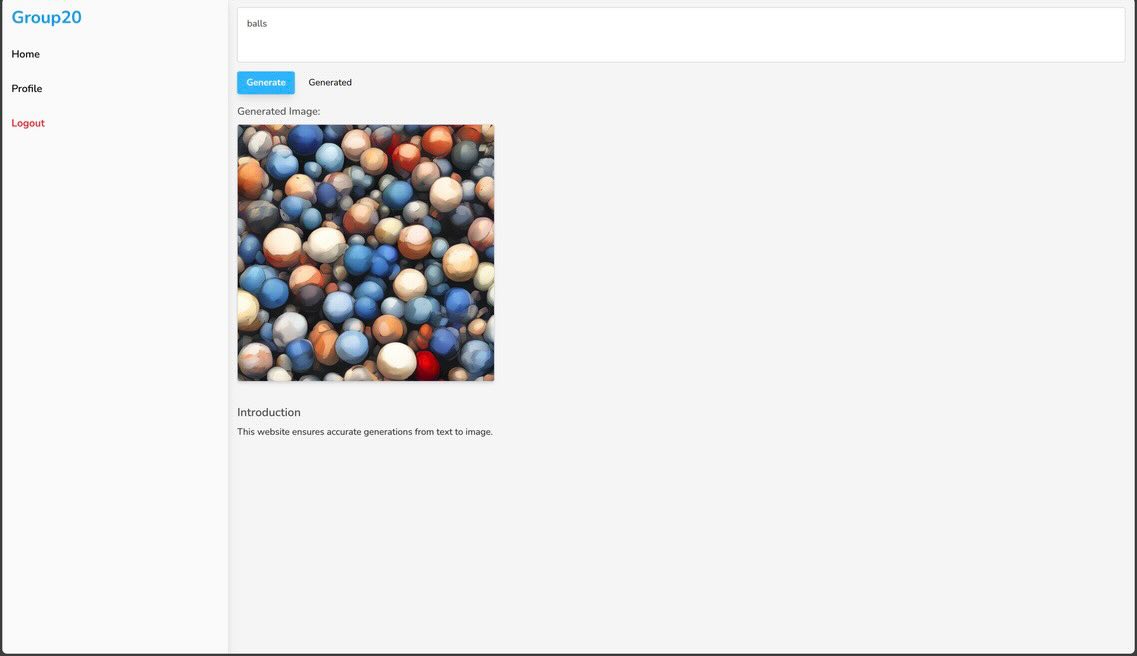 Group20
Home
Profile
Logout
balls
Generate
Generated
Generated Image:
Introduction
This website ensures accurate generations from text to image.